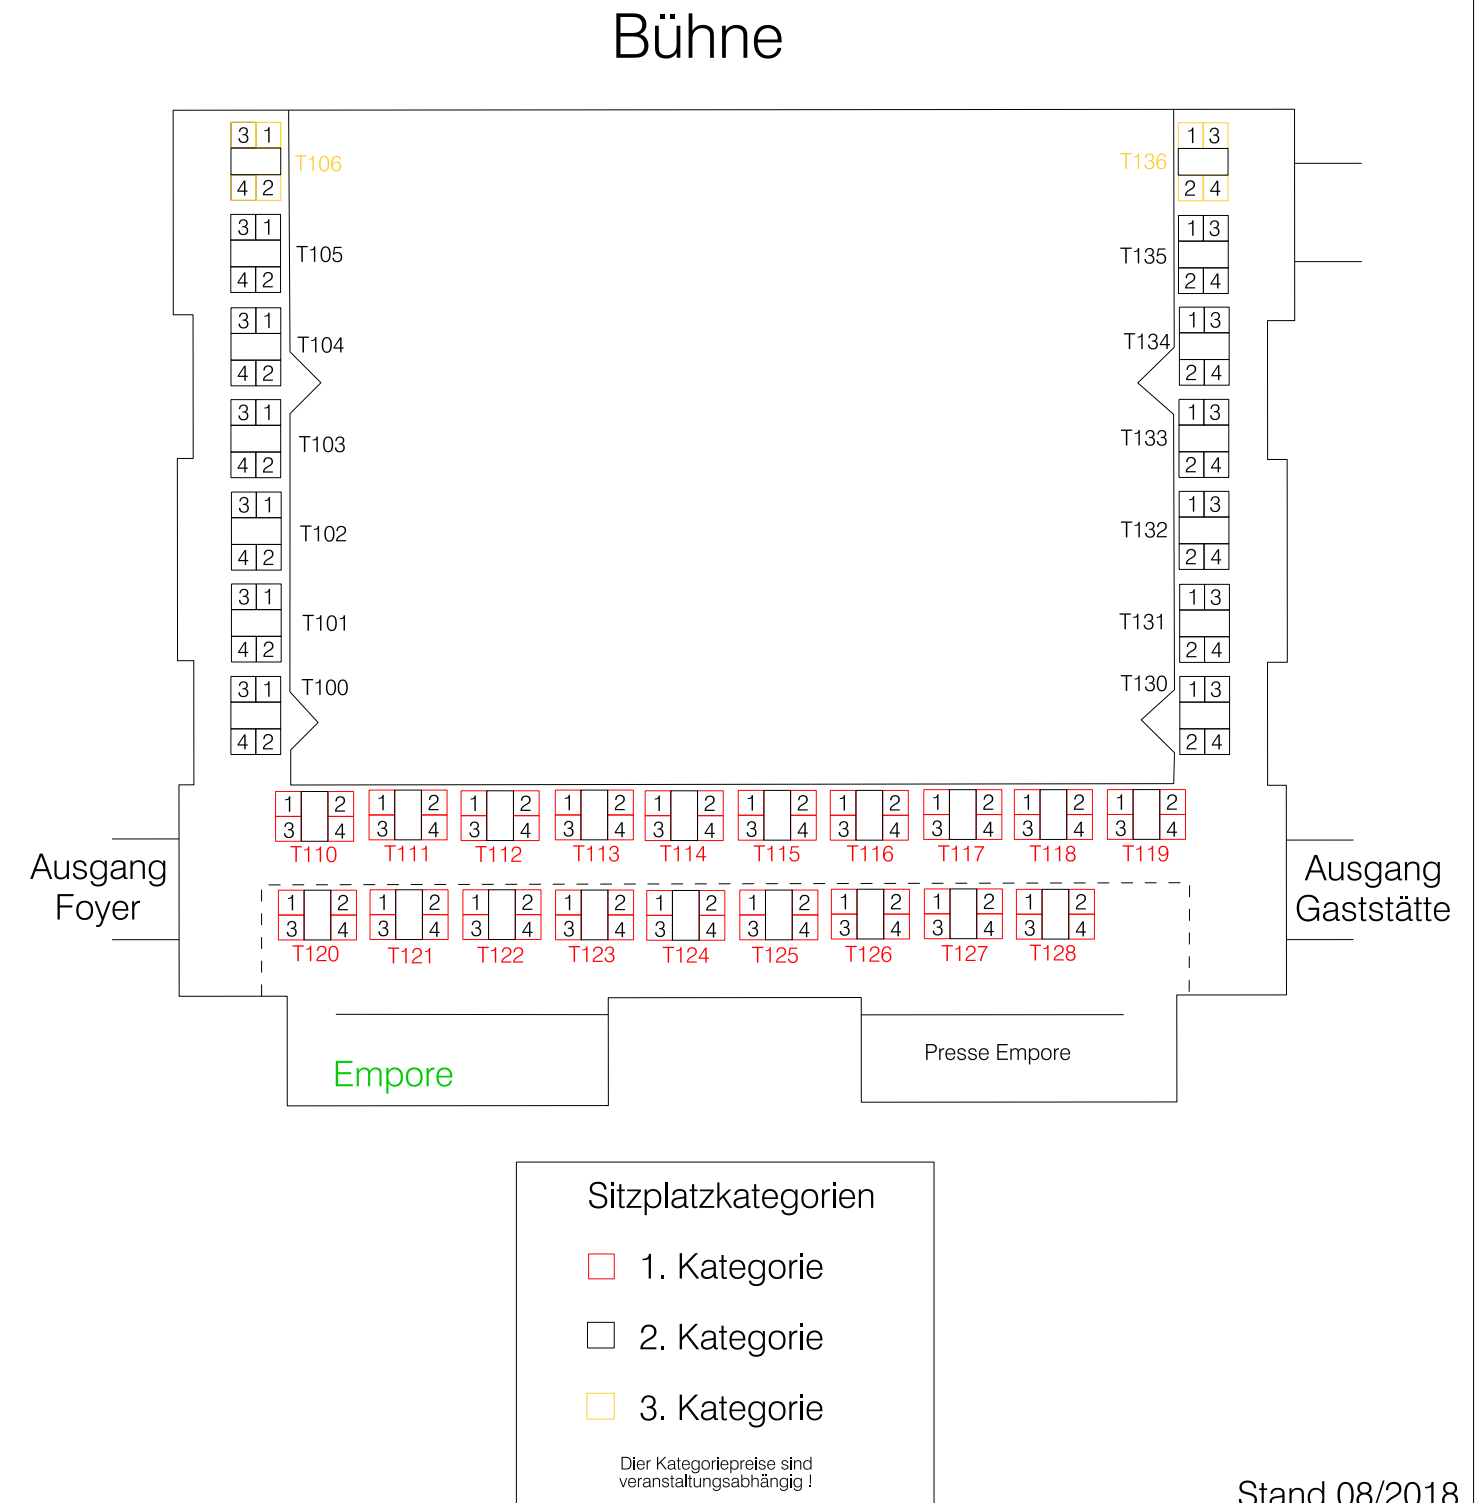 Bühne
3 1 1 3
T106 T136
4 2 2 4
3 1 1 3
T105 T135
4 2 2 4
3 1 1 3
T104 T134
4 2 2 4
3 1 1 3
T103 T133
4 2 2 4
3 1 1 3
T102 T132
4 2 2 4
3 1 1 3
T101 T131
4 2 2 4
3 1 T100 T130 1 3
4 2 2 4
1 2 1 2 1 2 1 2 1 2 1 2 1 2 1 2 1 2 1 2
3 4 3 4 3 4 3 4 3 4 3 4 3 4 3 4 3 4 3 4
T110 T111 T112 T113 T114 T115 T116 T117 T118 T119
Ausgang
Foyer
Ausgang
Gaststätte
1 2 1 2 1 2 1 2 1 2 1 2 1 2 1 2 1 2
3 4 3 4 3 4 3 4 3 4 3 4 3 4 3 4 3 4
T120 T121 T122 T123 T124 T125 T126 T127 T128
Empore
Presse Empore
Sitzplatzkategorien
1. Kategorie
2. Kategorie
3. Kategorie
Dier Kategoriepreise sind
veranstaltungsabhängig !
Stand 08/2018